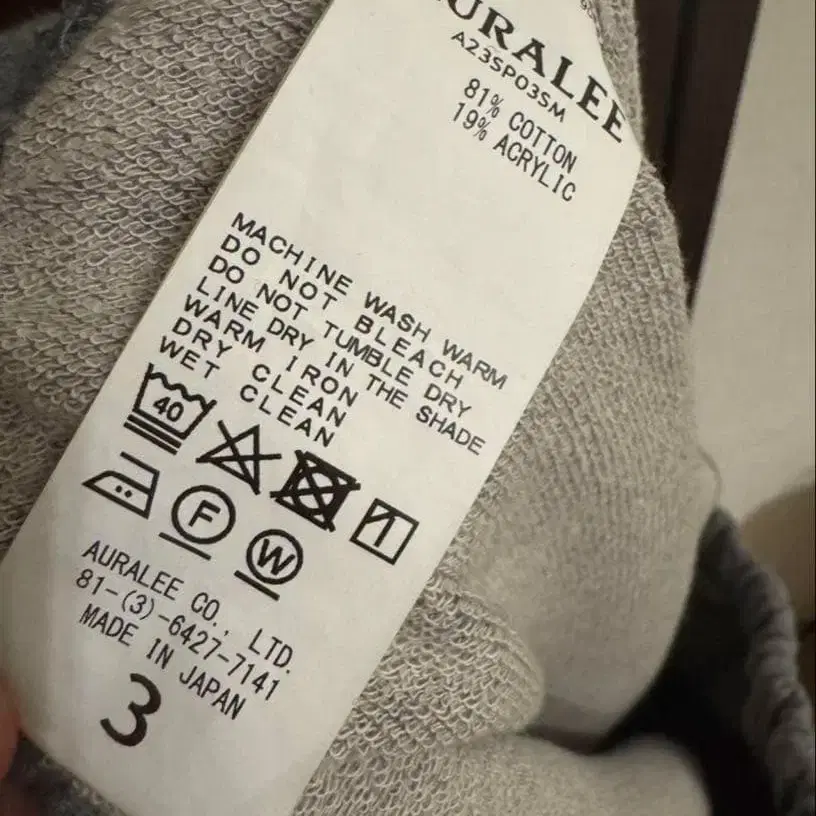 AURALEE
A23SP03SM
81% COTTON
19% ACRYLIC
MACHINE WASH WARM
DO NOT BLEACH
DO NOT TUMBLE DRY
LINE DRY IN THE SHADE
WARM IRON
DRY CLEAN
WET CLEAN
40
F
W
AURALEE CO., LTD.
81-(3)-6427-7141
MADE IN JAPAN
3